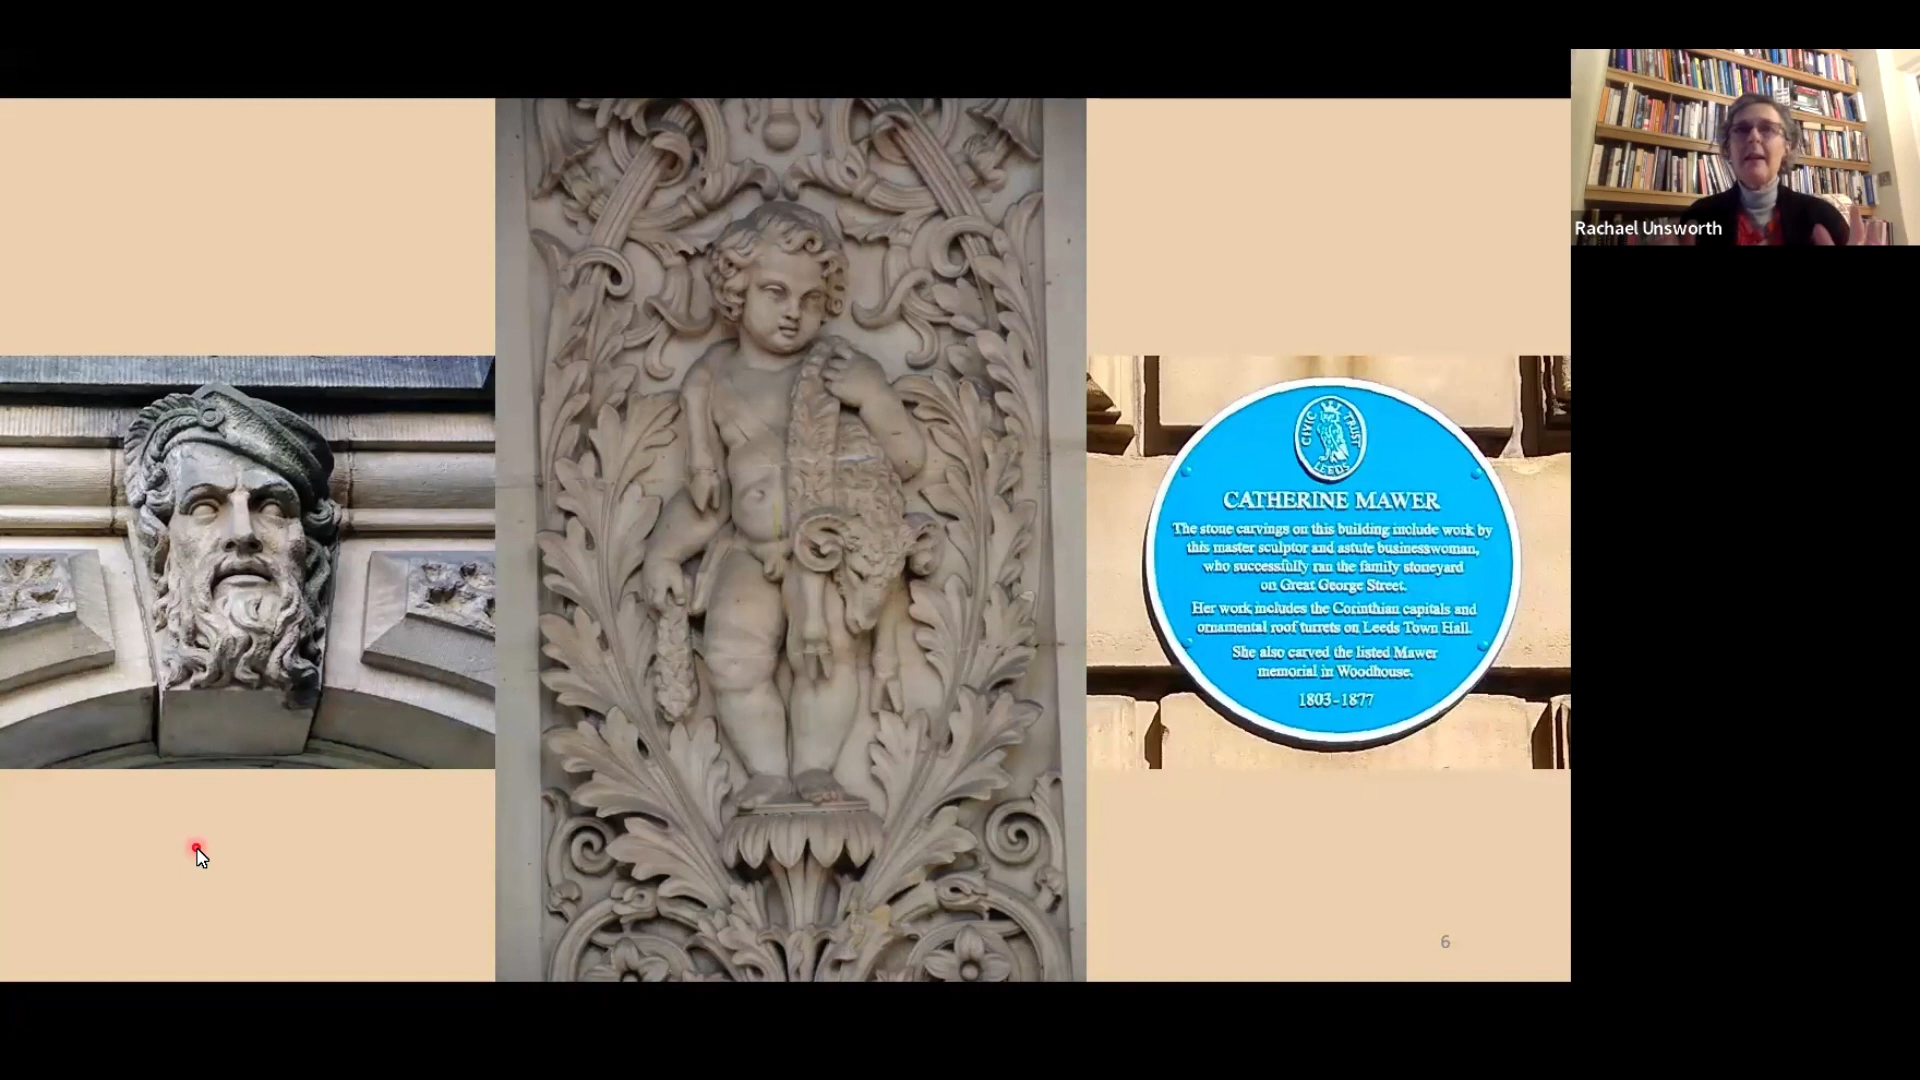 Rachael Unsworth
CIVIC TRUST
LEEDS
CATHERINE MAWER
The stone carvings on this building include work by
this master sculptor and astute businesswoman,
who successfully ran the family stoneyard
on Great George Street.
Her work includes the Corinthian capitals and
ornamental roof turrets on Leeds Town Hall.
She also carved the listed Mawer
memorial in Woodhouse.
1803-1877
6